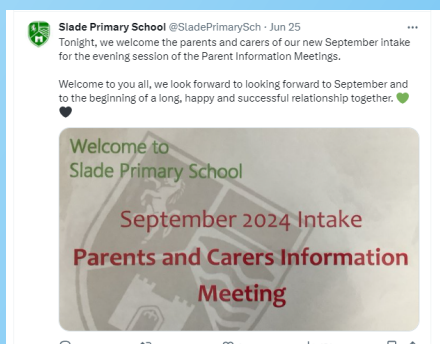 Slade Primary School @SladePrimarySch · Jun 25
Tonight, we welcome the parents and carers of our new September intake
for the evening session of the Parent Information Meetings.
Welcome to you all, we look forward to looking forward to September and
to the beginning of a long, happy and successful relationship together. 💚
🖤
Welcome to
Slade Primary School
September 2024 Intake
Parents and Carers Information
Meeting